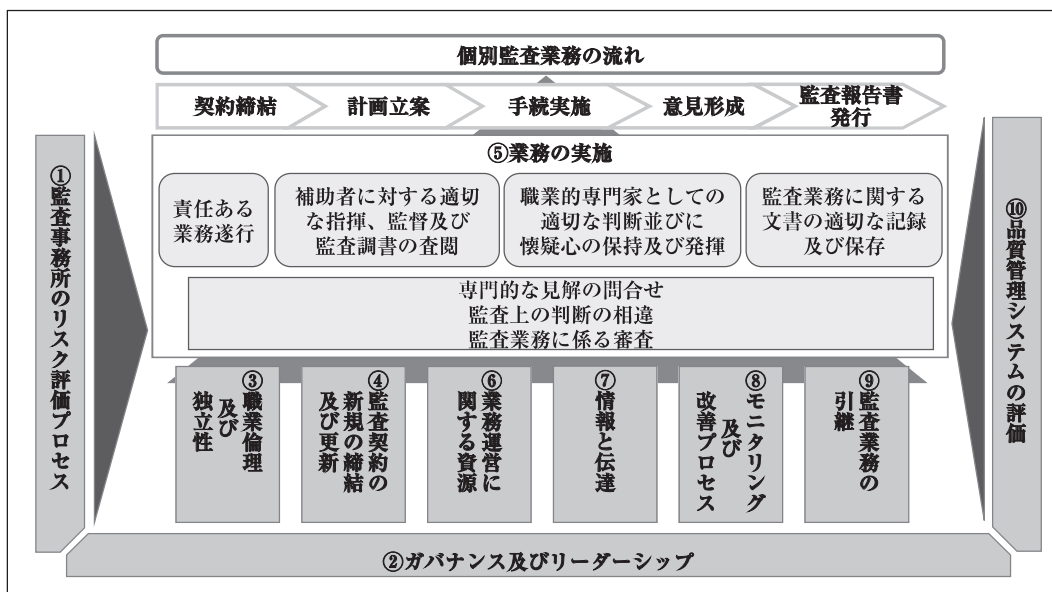 個別監査業務の流れ
契約締結
計画立案
手続実施
意見形成
監査報告書
発行
①監査事務所のリスク評価プロセス
⑤業務の実施
責任ある
業務遂行
補助者に対する適切
な指揮、監督及び
監査調書の査閲
職業的専門家としての
適切な判断並びに
懐疑心の保持及び発揮
監査業務に関する
文書の適切な記録
及び保存
専門的な見解の問合せ
監査上の判断の相違
監査業務に係る審査
⑩品質管理システムの評価
③職業倫理
及び
独立性
④監査契約の
新規の締結
及び更新
⑥業務運営に
関する資源
⑦情報と伝達
⑧モニタリング
及び
改善プロセス
⑨監査業務の
引継
②ガバナンス及びリーダーシップ